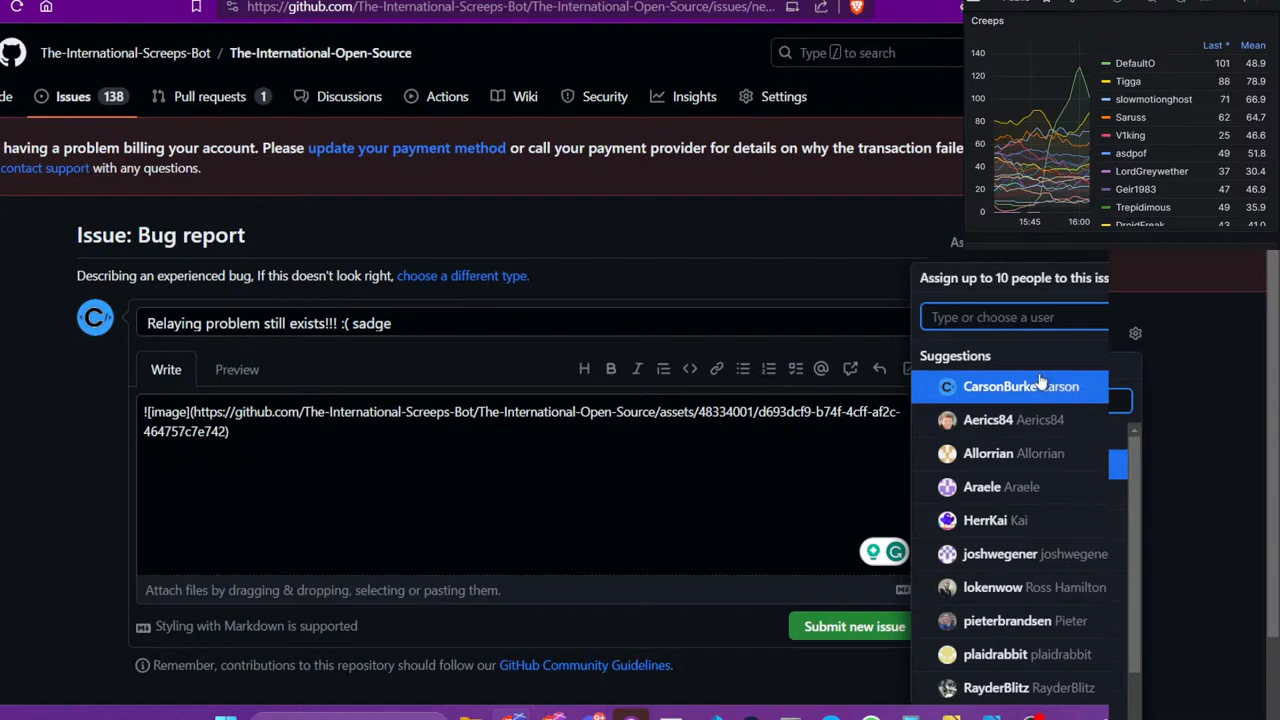 https://github.com/The-International-Screeps-Bot/The-International-Open-Source/issues/ne...
The-International-Screeps-Bot / The-International-Open-Source
Type / to search
de Issues 138 Pull requests 1 Discussions Actions Wiki Security Insights Settings
having a problem billing your account. Please update your payment method or call your payment provider for details on why the transaction faile
contact support with any questions.
Creeps
Last * Mean
140
120
100
80
60
40
20
0
15:45 16:00
DefaultO 101 48.9
Tigga 88 78.9
slowmotionghost 71 66.9
Saruss 62 64.7
V1king 25 46.6
asdpof 49 51.8
LordGreywether 37 30.4
Geir1983 47 46.9
Trepidimous 49 35.9
DroidFreak 43 41.0
Issue: Bug report
As
Describing an experienced bug, If this doesn't look right, choose a different type.
Relaying problem still exists!!! :( sadge
Write Preview
![image](https://github.com/The-International-Screeps-Bot/The-International-Open-Source/assets/48334001/d693dcf9-b74f-4cff-af2c-
464757c7e742)
Attach files by dragging & dropping, selecting or pasting them.
Styling with Markdown is supported
Submit new issue
Remember, contributions to this repository should follow our GitHub Community Guidelines.
Assign up to 10 people to this iss
Type or choose a user
Suggestions
CarsonBurke Carson
Aerics84 Aerics84
Allorrian Allorrian
Araele Araele
HerrKai Kai
joshwegener joshwegene
lokenwow Ross Hamilton
pieterbrandsen Pieter
plaidrabbit plaidrabbit
RayderBlitz RayderBlitz